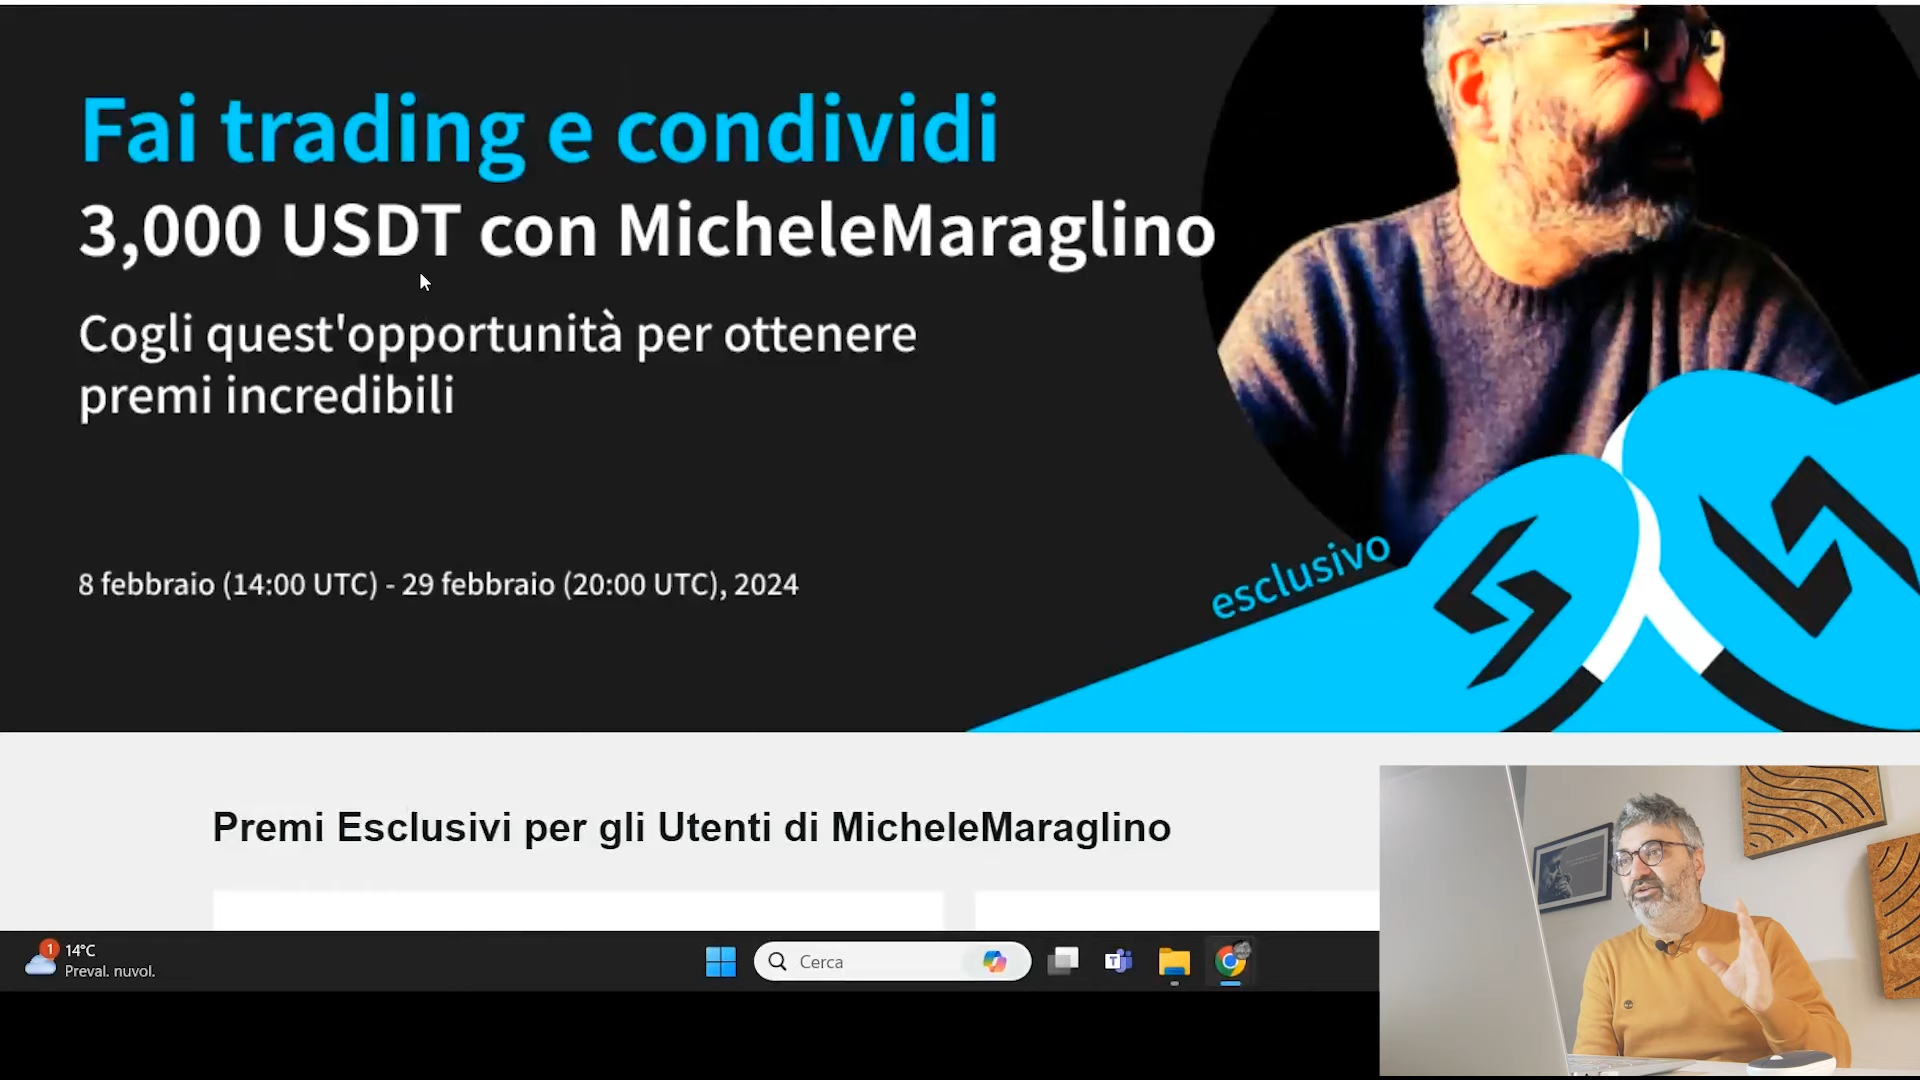 Fai trading e condividi
3,000 USDT con MicheleMaraglino
Cogli quest'opportunità per ottenere
premi incredibili
8 febbraio (14:00 UTC) - 29 febbraio (20:00 UTC), 2024
esclusivo
Premi Esclusivi per gli Utenti di MicheleMaraglino
1
14°C
Preval. nuvol.
Cerca
T